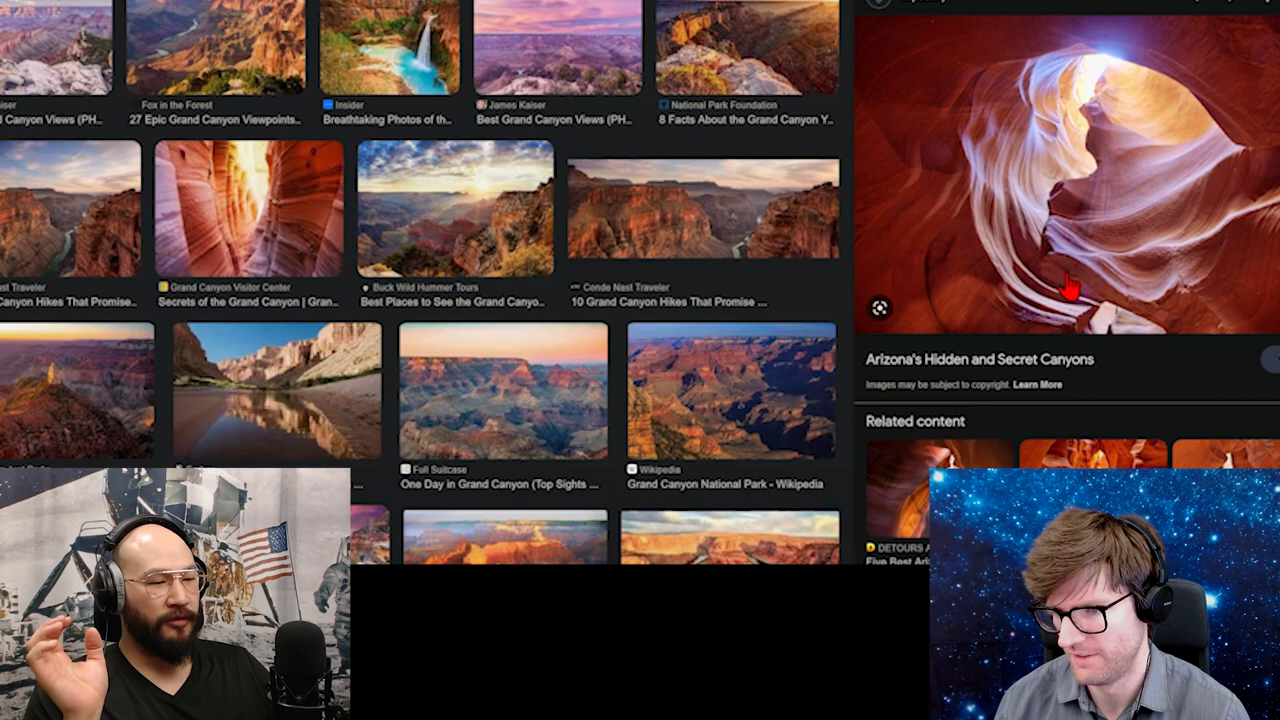 Fox in the Forest
Insider
James Kaiser
National Park Foundation
Canyon Views (PH...
27 Epic Grand Canyon Viewpoints...
Breathtaking Photos of th...
Best Grand Canyon Views (PH...
8 Facts About the Grand Canyon Y...
Grand Canyon Visitor Center
Buck Wild Hummer Tours
Conde Nast Traveler
Canyon Hikes That Promise...
Secrets of the Grand Canyon | Gran...
Best Places to See the Grand Canyo...
10 Grand Canyon Hikes That Promise ...
Arizona's Hidden and Secret Canyons
Images may be subject to copyright. Learn More
Related content
Full Suitcase
Wikipedia
One Day in Grand Canyon (Top Sights ...
Grand Canyon National Park - Wikipedia
DETOURS
Five Best